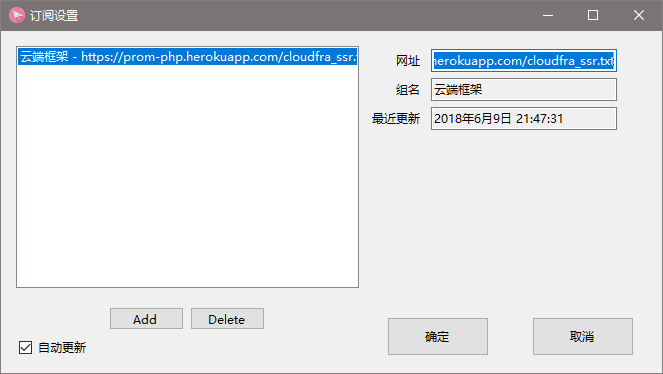 订阅设置
云端框架 - https://prom-php.herokuapp.com/cloudfra_ssr.t
网址
herokuapp.com/cloudfra_ssr.txt
组名
云端框架
最近更新
2018年6月9日 21:47:31
Add
Delete
自动更新
确定
取消